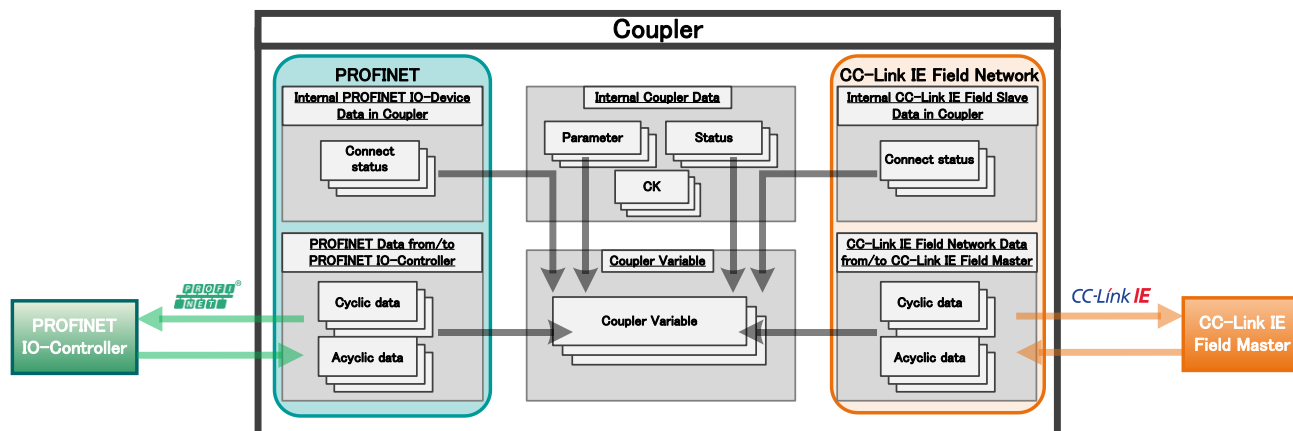 Coupler
PROFINET
Internal PROFINET IO-Device
Data in Coupler
Connect
status
PROFINET Data from/to
PROFINET IO-Controller
Cyclic data
Acyclic data
Internal Coupler Data
Parameter
Status
CK
Coupler Variable
Coupler Variable
CC-Link IE Field Network
Internal CC-Link IE Field Slave
Data in Coupler
Connect status
CC-Link IE Field Network Data
from/to CC-Link IE Field Master
Cyclic data
Acyclic data
PROFI®
NET
PROFINET
IO-Controller
CC-Link IE
CC-Link IE
Field Master